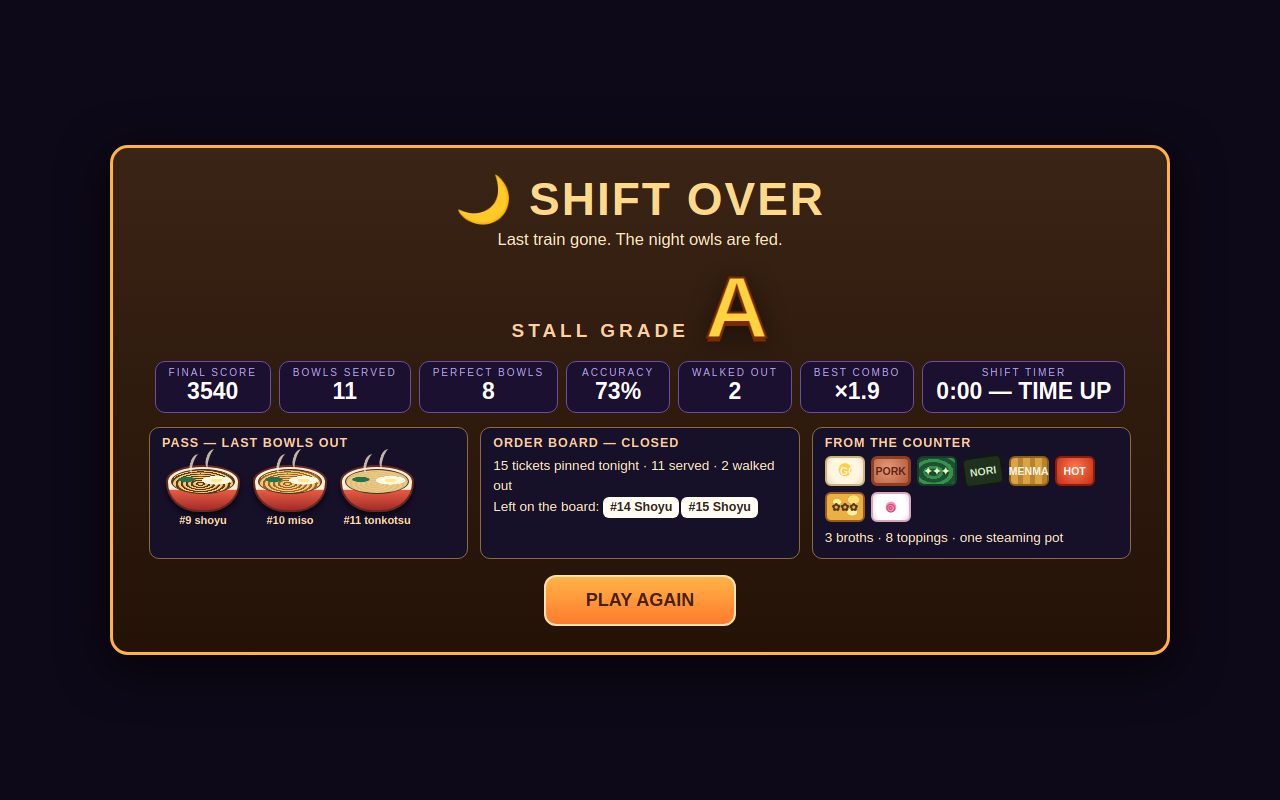 SHIFT OVER
Last train gone. The night owls are fed.
STALL GRADE A
FINAL SCORE
3540
BOWLS SERVED
11
PERFECT BOWLS
8
ACCURACY
73%
WALKED OUT
2
BEST COMBO
×1.9
SHIFT TIMER
0:00 — TIME UP
PASS — LAST BOWLS OUT
#9 shoyu
#10 miso
#11 tonkotsu
ORDER BOARD — CLOSED
15 tickets pinned tonight · 11 served · 2 walked
out
Left on the board: #14 Shoyu #15 Shoyu
FROM THE COUNTER
PORK NORI MENMA HOT
3 broths · 8 toppings · one steaming pot
PLAY AGAIN